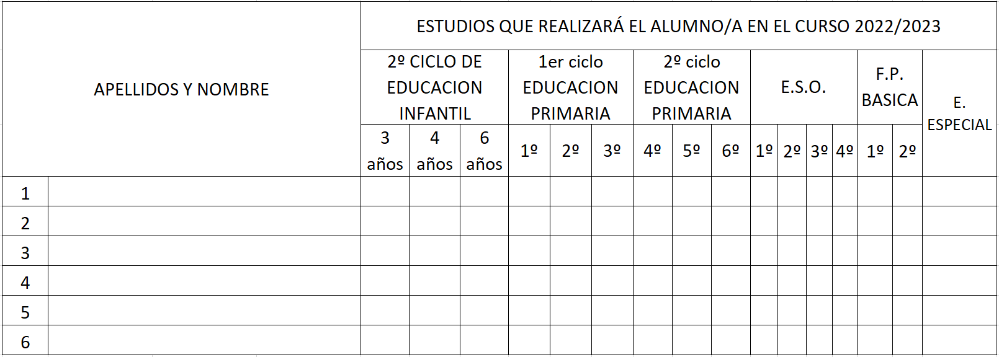 ESTUDIOS QUE REALIZARÁ EL ALUMNO/A EN EL CURSO 2022/2023
APELLIDOS Y NOMBRE
2º CICLO DE
EDUCACION
INFANTIL
1er ciclo
EDUCACION
PRIMARIA
2º ciclo
EDUCACION
PRIMARIA
E.S.O.
F.P.
BASICA
E.
ESPECIAL
3
años
4
años
6
años
1º
2º
3º
4º
5º
6º
1º
2º
3º
4º
1º
2º
1
2
3
4
5
6